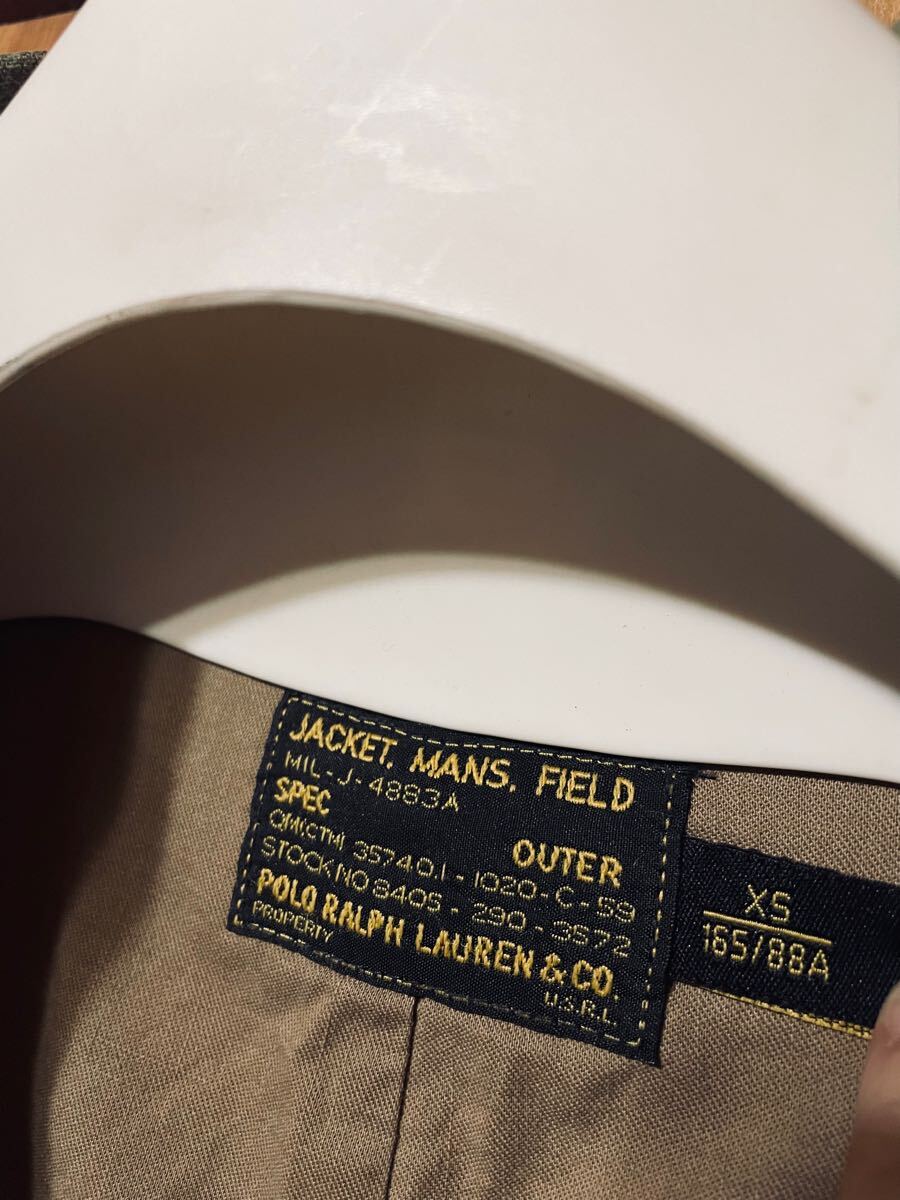 JACKET, MANS, FIELD
MIL-J-4883A
SPEC OUTER
QM(CTM) 35740.1-1020-C-59
STOCK NO 8405-290-3572
POLO RALPH LAUREN & CO.
PROPERTY U.S.R.L.
XS
165/88A